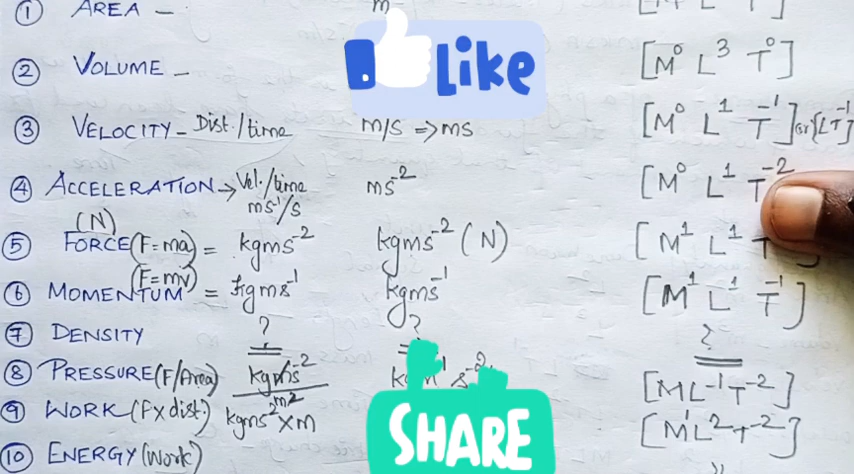 ① AREA — m
② VOLUME – [M⁰ L³ T⁰]
Like
③ VELOCITY – Dist./time m/s => ms [M⁰ L¹ T⁻¹] or [LT⁻¹]
④ ACCELERATION → Vel./time ms⁻² [M⁰ L¹ T⁻²
ms⁻¹/s
(N)
⑤ FORCE (F=ma) = kgms⁻² kgms⁻² (N) [M¹ L¹ T
(F=mv)
⑥ MOMENTUM = kgms⁻¹ kgms⁻¹ [M¹ L¹ T⁻¹]
⑦ DENSITY ? ? ?
⑧ PRESSURE (F/Area) kgms⁻² s⁻² [ML⁻¹T⁻²]
m²
⑨ WORK (F x dist.) kgms⁻² x m [M¹L²T⁻²]
SHARE
⑩ ENERGY (Work) "